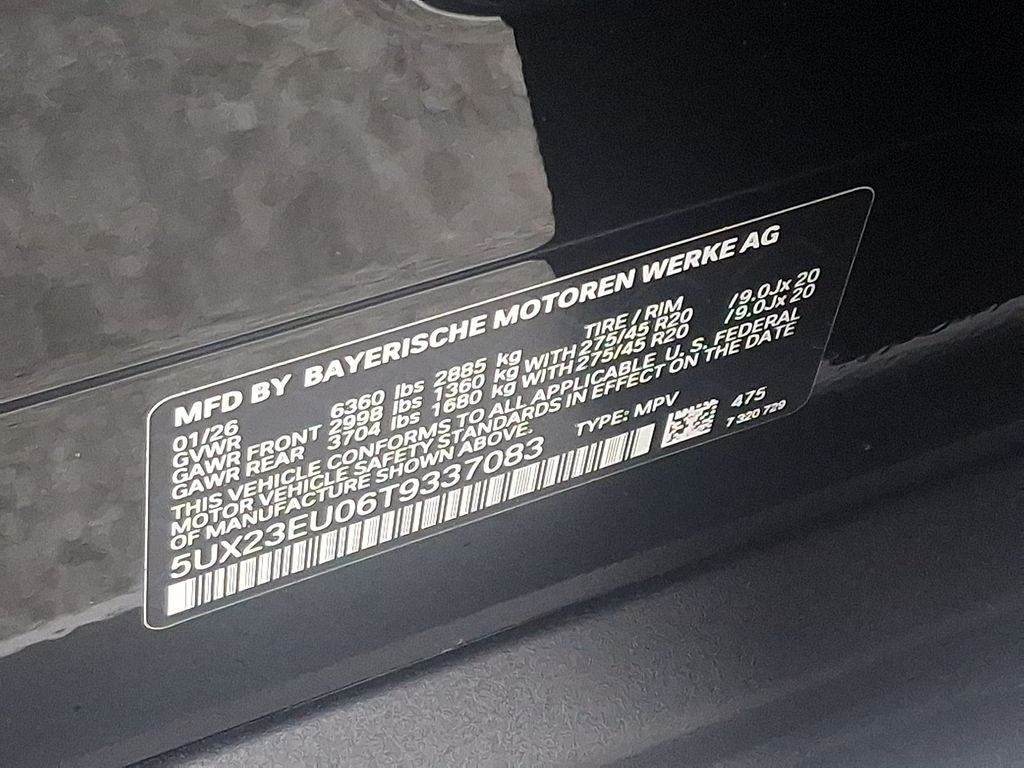 MFD BY BAYERISCHE MOTOREN WERKE AG
01/26 TIRE / RIM
GVWR 6360 lbs 2885 kg
GAWR FRONT 2998 lbs 1360 kg WITH 275/45 R20 /9.0Jx20
GAWR REAR 3704 lbs 1680 kg WITH 275/45 R20 /9.0Jx20
THIS VEHICLE CONFORMS TO ALL APPLICABLE U. S. FEDERAL
MOTOR VEHICLE SAFETY STANDARDS IN EFFECT ON THE DATE
OF MANUFACTURE SHOWN ABOVE.
TYPE: MPV 475
5UX23EU06T9337083
7 320 729